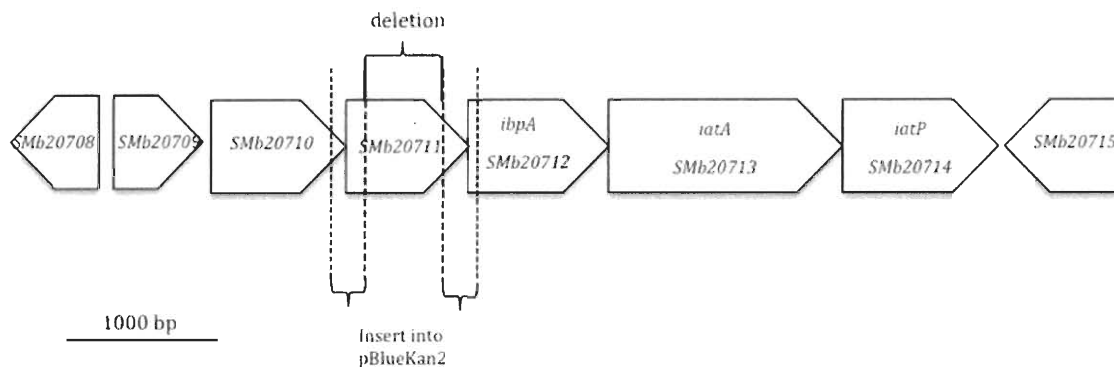 deletion
SMb20708
SMb20709
SMb20710
SMb20711
ibpA
SMb20712
iatA
SMb20713
iatP
SMb20714
SMb20715
1000 bp
Insert into
pBlueKan2